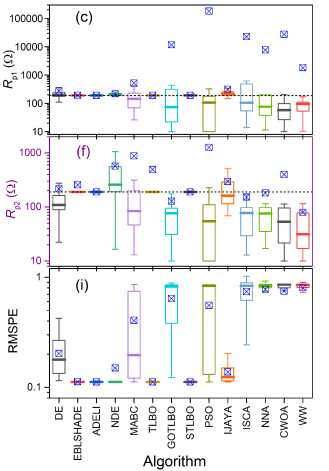 (c)
100000
10000
1000
100
10
Rp1 (Ω)
(f)
1000
100
10
Rp2 (Ω)
(i)
1
0.1
RMSPE
DE
EBLSHADE
ADELI
NDE
MABC
TLBO
GOTLBO
STLBO
PSO
IJAYA
ISCA
NNA
CWOA
WW
Algorithm